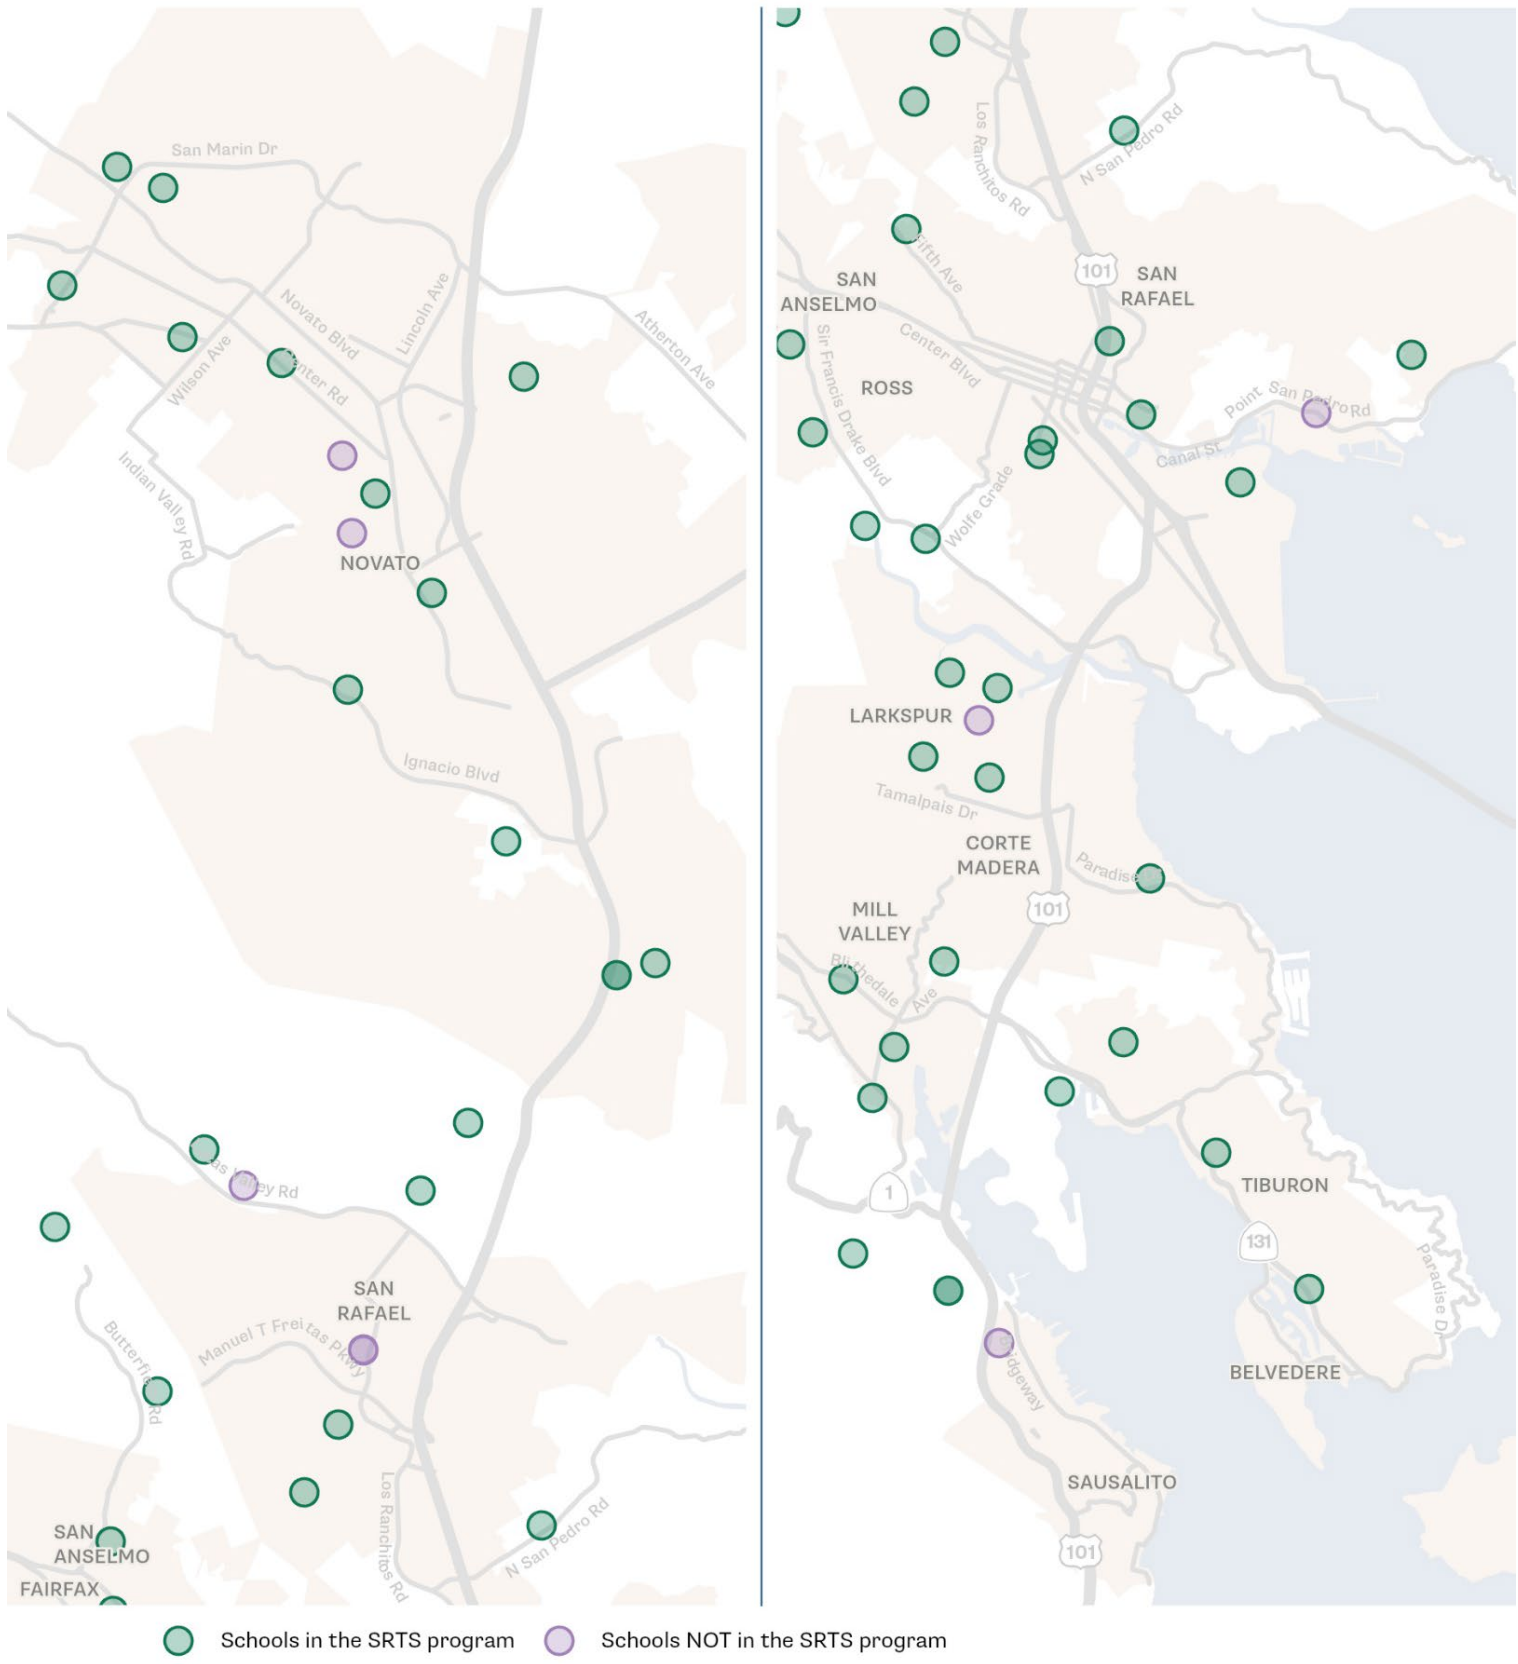 San Marin Dr
Novato Blvd
Lincoln Ave
Atherton Ave
Wilson Ave
Center Rd
Indian Valley Rd
NOVATO
Ignacio Blvd
Valley Rd
SAN
RAFAEL
Manuel T Freitas Pkwy
Rd
Los Ranchitos Rd
N San Pedro Rd
SAN
ANSELMO
FAIRFAX
Los Ranchitos Rd
N San Pedro Rd
Fifth Ave
101
SAN
RAFAEL
SAN
ANSELMO
Center Blvd
Sir Francis Drake Blvd
ROSS
Point San Pedro Rd
Canal St
Wolfe Grade
LARKSPUR
Tamalpais Dr
CORTE
MADERA
Paradise
101
MILL
VALLEY
Blithedale Ave
1
TIBURON
131
Paradise Dr
BELVEDERE
Bridgeway
SAUSALITO
101
Schools in the SRTS program
Schools NOT in the SRTS program